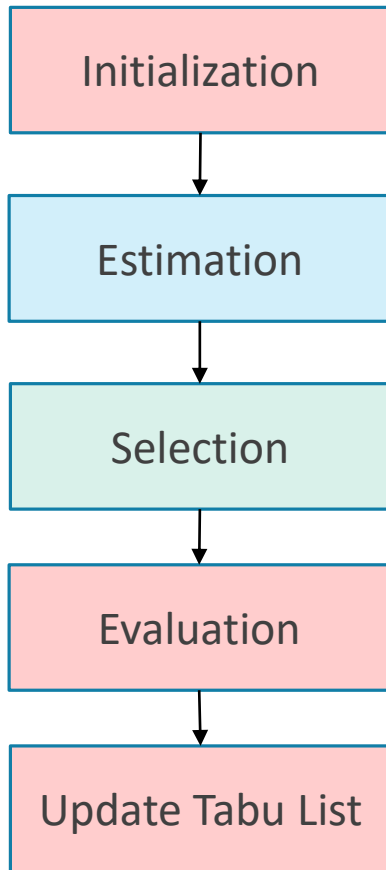 Initialization
Estimation
Selection
Evaluation
Update Tabu List